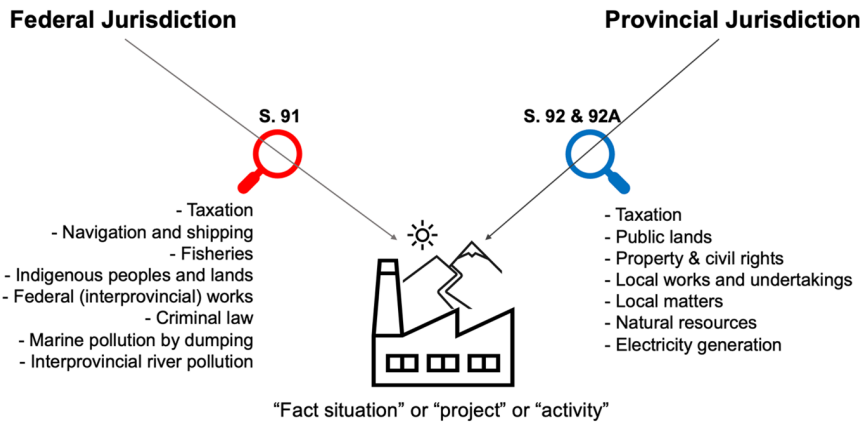 Federal Jurisdiction
Provincial Jurisdiction
S. 91
S. 92 & 92A
- Taxation
- Navigation and shipping
- Fisheries
- Indigenous peoples and lands
- Federal (interprovincial) works
- Criminal law
- Marine pollution by dumping
- Interprovincial river pollution
- Taxation
- Public lands
- Property & civil rights
- Local works and undertakings
- Local matters
- Natural resources
- Electricity generation
“Fact situation” or “project” or “activity”